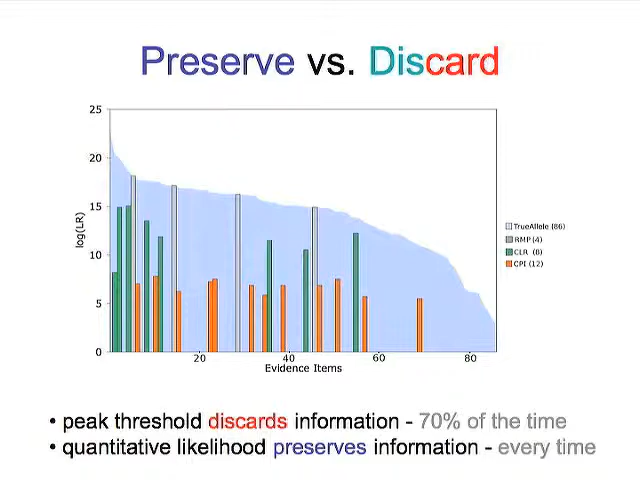 Preserve vs. Discard
25
20
15
10
5
0
log(LR)
20 40 60 80
Evidence Items
TrueAllele (86)
RMP (4)
CLR (8)
CPI (12)
• peak threshold discards information - 70% of the time
• quantitative likelihood preserves information - every time